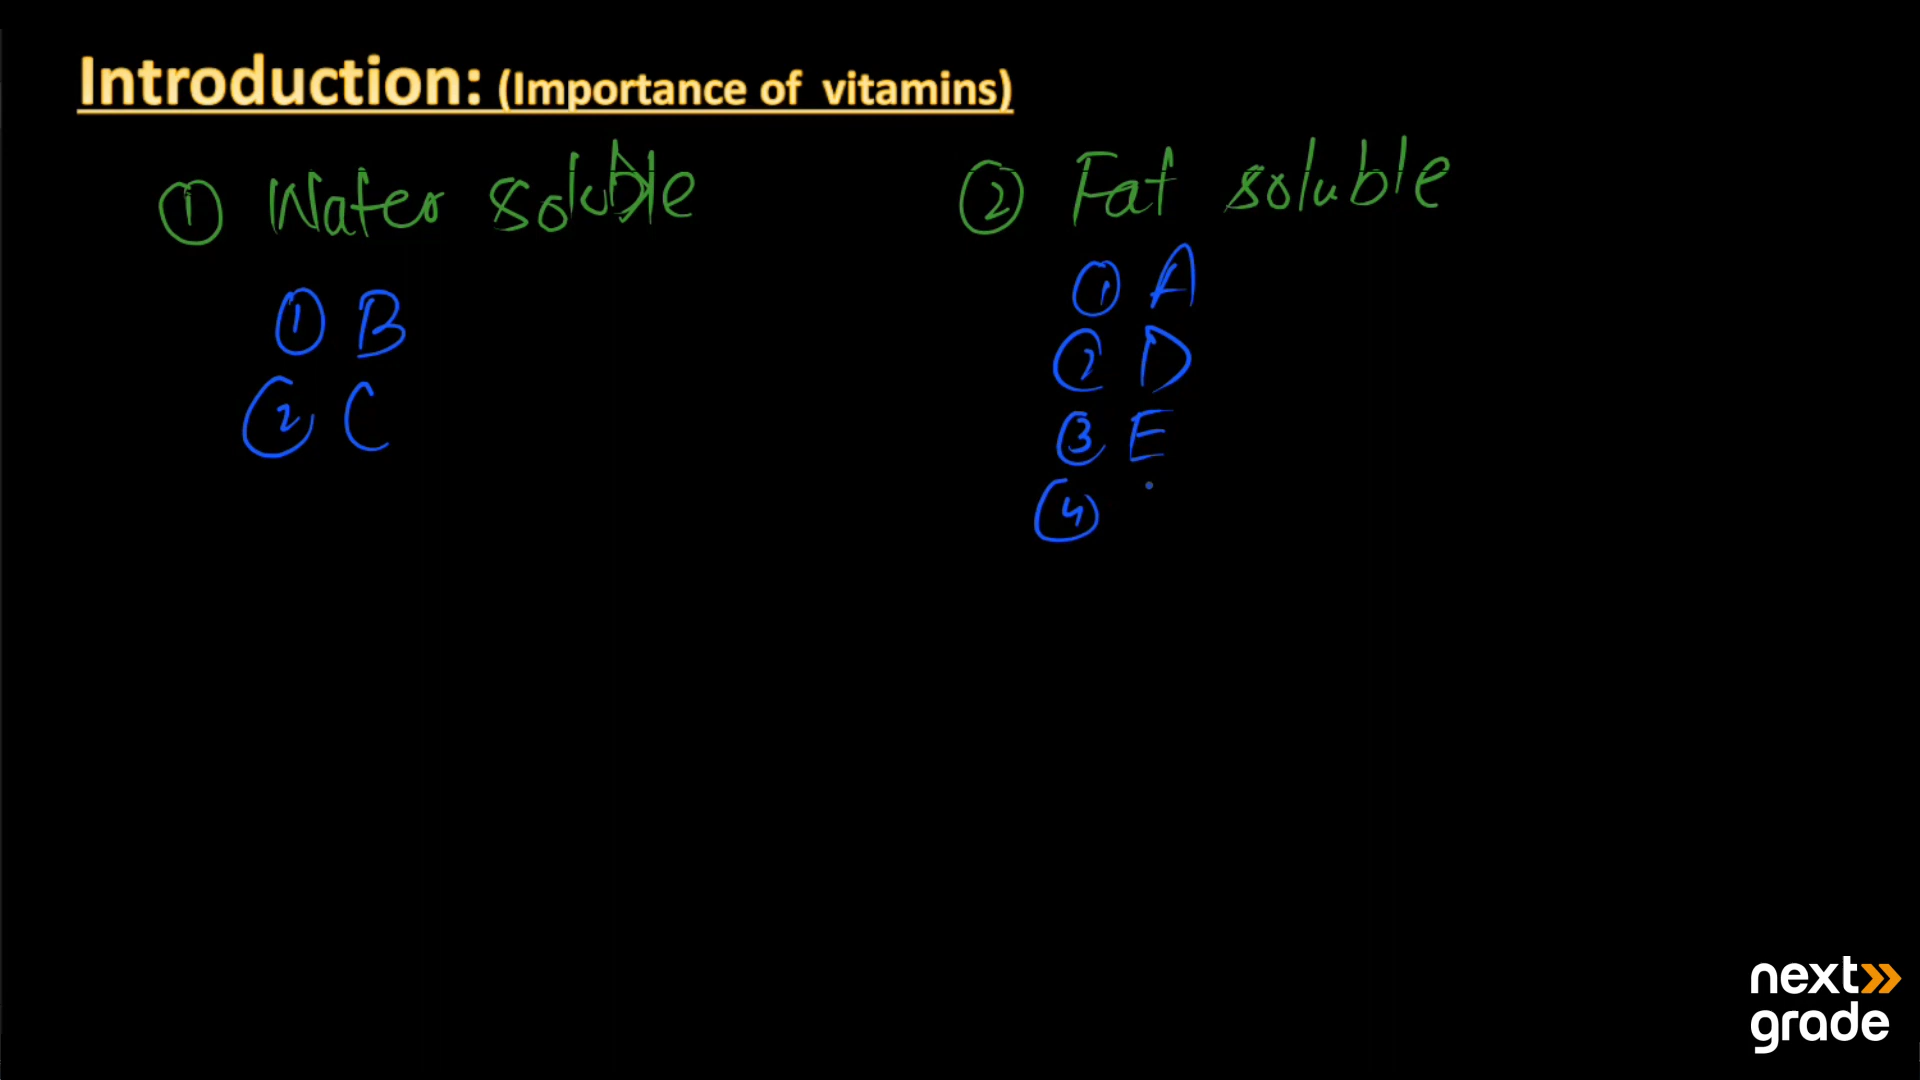 Introduction: (Importance of vitamins)
① Water soluble
① B
② C
② Fat soluble
① A
② D
③ E
④
next
grade